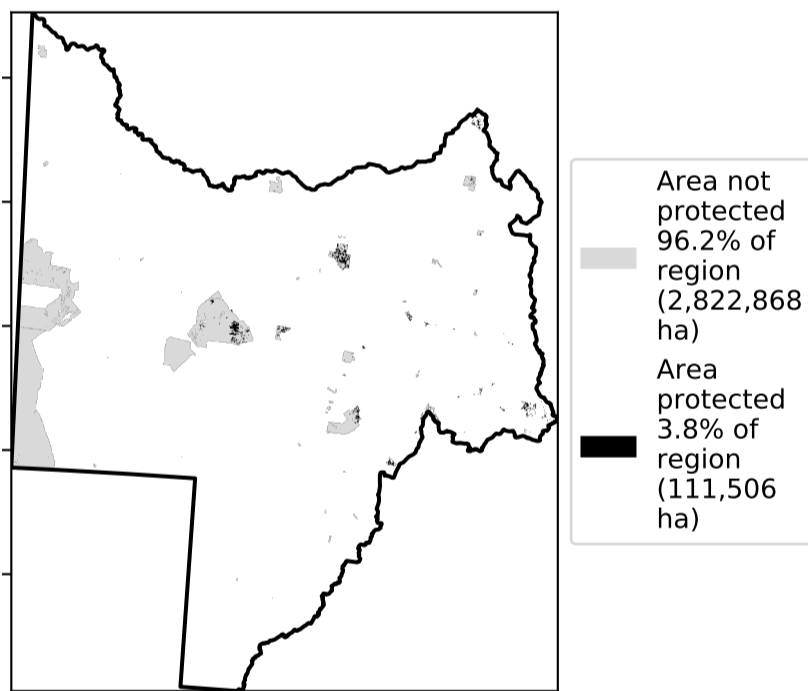 Area not
protected
96.2% of
region
(2,822,868
ha)
Area
protected
3.8% of
region
(111,506
ha)